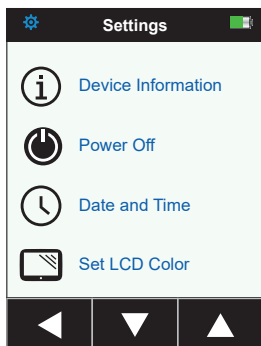 Settings
Device Information
Power Off
Date and Time
Set LCD Color